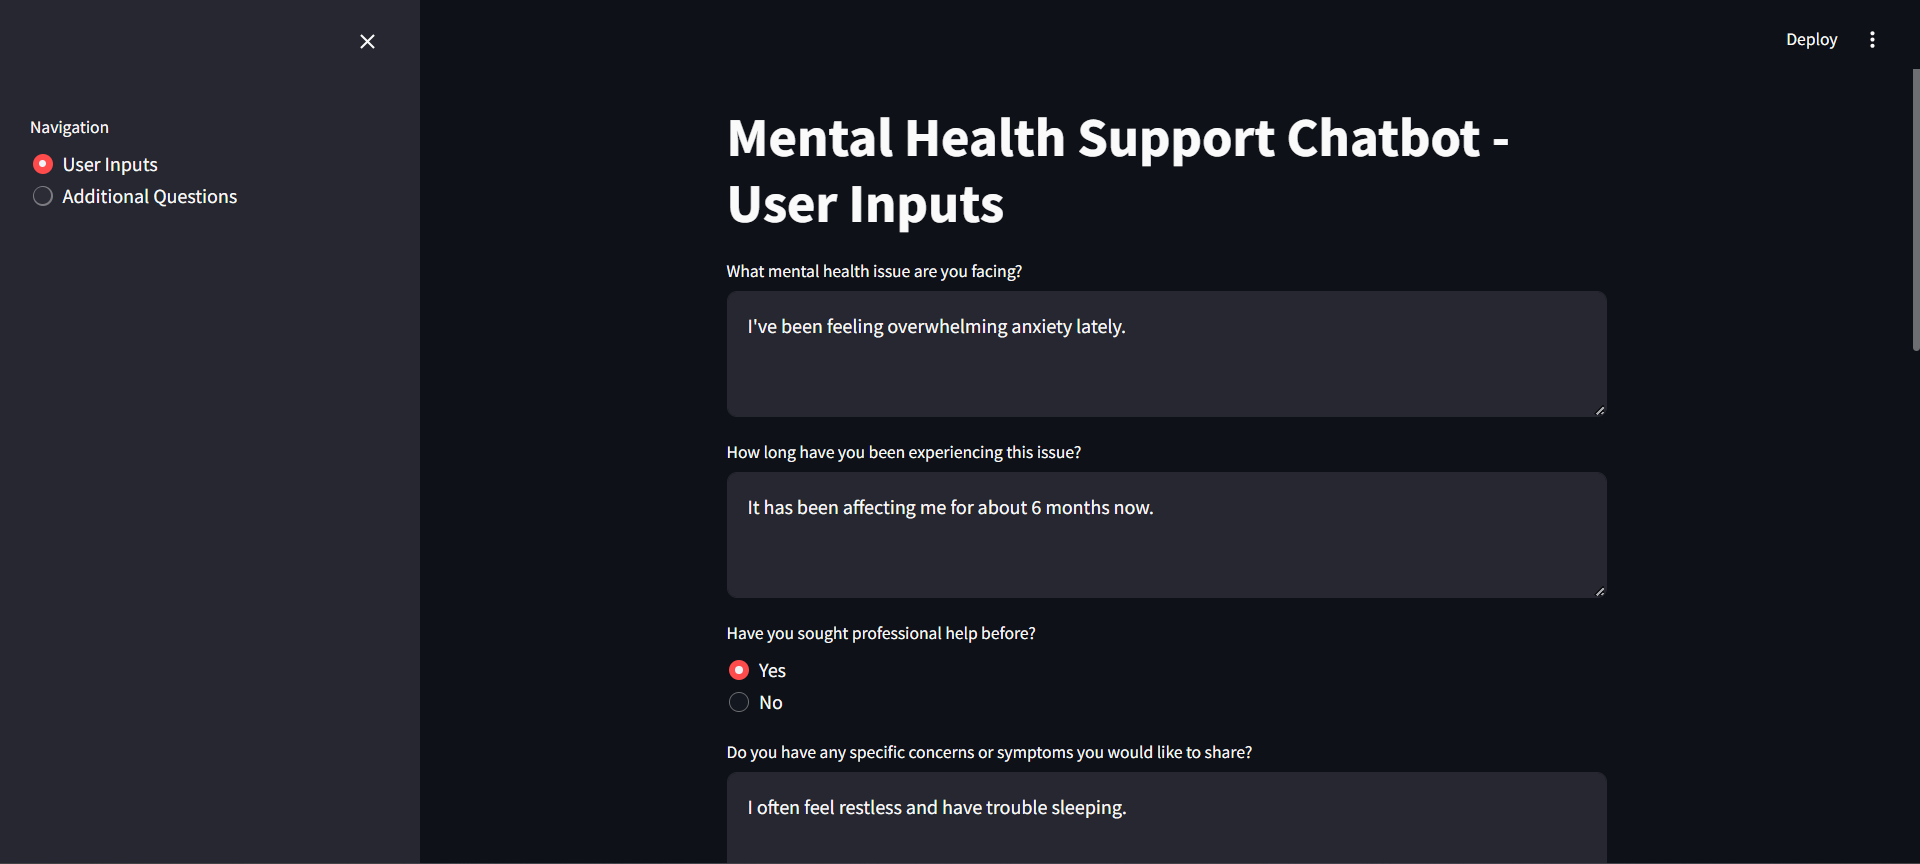 Deploy
Navigation
User Inputs
Additional Questions
Mental Health Support Chatbot -
User Inputs
What mental health issue are you facing?
I've been feeling overwhelming anxiety lately.
How long have you been experiencing this issue?
It has been affecting me for about 6 months now.
Have you sought professional help before?
Yes
No
Do you have any specific concerns or symptoms you would like to share?
I often feel restless and have trouble sleeping.